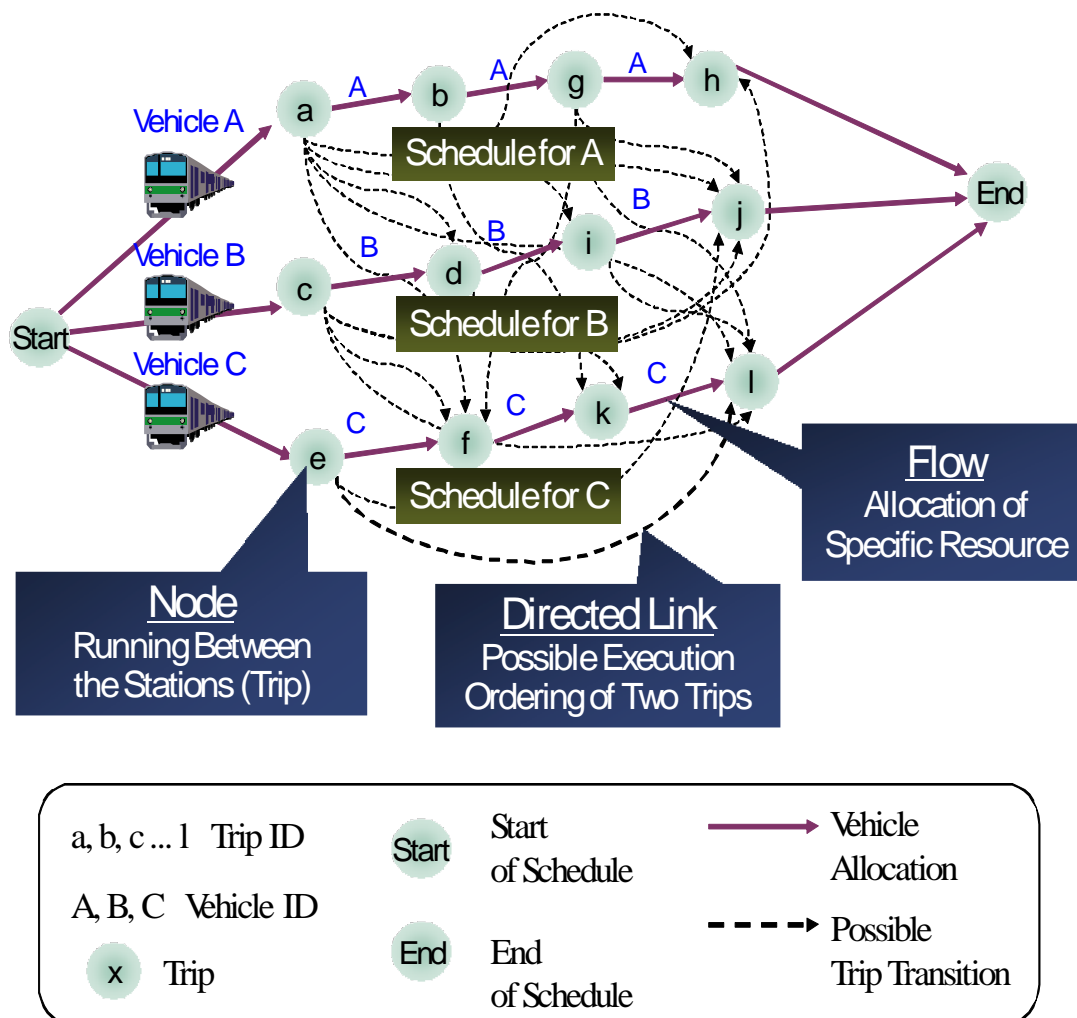 A
A
A
a
b
g
h
Vehicle A
Schedule for A
B
j
End
Vehicle B
B
B
i
c
d
Start
Schedule for B
Vehicle C
C
l
C
C
k
e
f
Schedule for C
Flow
Allocation of
Specific Resource
Node
Running Between
the Stations (Trip)
Directed Link
Possible Execution
Ordering of Two Trips
a, b, c ... l Trip ID
A, B, C Vehicle ID
x Trip
Start
Start
of Schedule
End
End
of Schedule
Vehicle
Allocation
Possible
Trip Transition